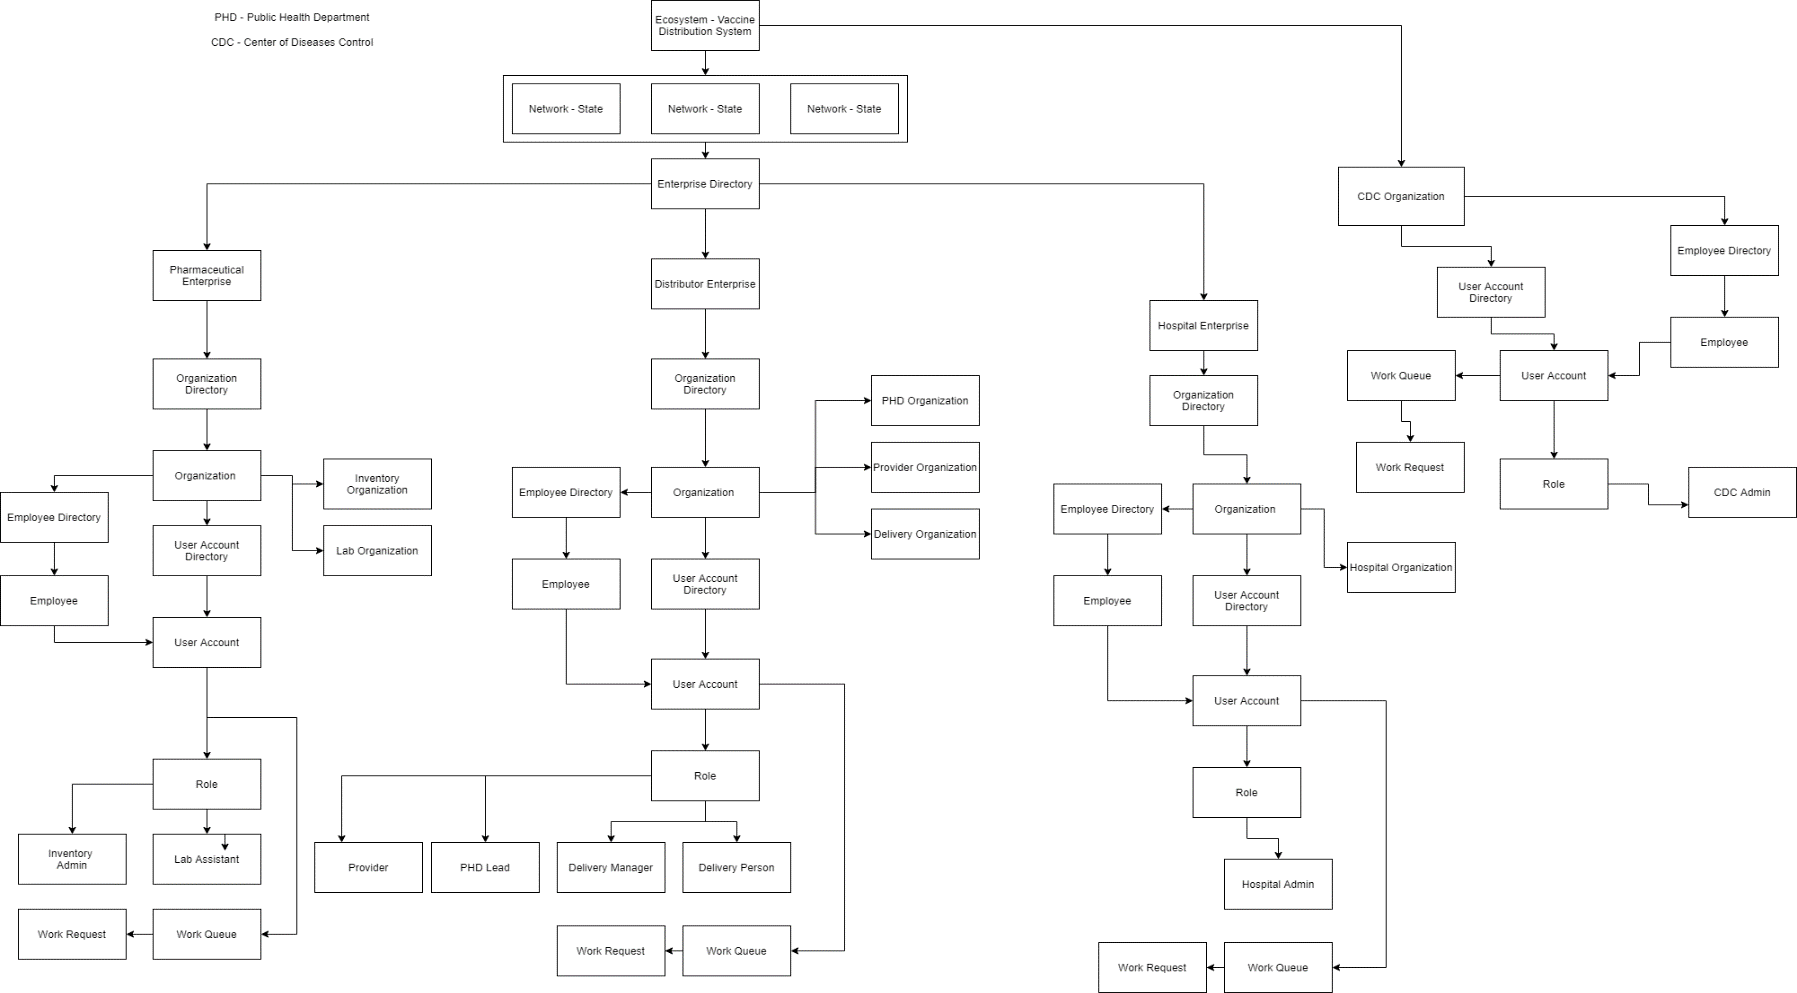 PHD - Public Health Department
CDC - Center of Diseases Control
Ecosystem - Vaccine
Distribution System
Network - State
Network - State
Network - State
Enterprise Directory
CDC Organization
Employee Directory
User Account
Directory
Employee
User Account
Work Queue
Work Request
Role
CDC Admin
Pharmaceutical
Enterprise
Organization
Directory
Organization
Inventory
Organization
Lab Organization
Employee Directory
Employee
User Account
Directory
User Account
Role
Inventory
Admin
Lab Assistant
Work Request
Work Queue
Distributor Enterprise
Organization
Directory
PHD Organization
Provider Organization
Delivery Organization
Employee Directory
Organization
Employee
User Account
Directory
User Account
Role
Provider
PHD Lead
Delivery Manager
Delivery Person
Work Request
Work Queue
Hospital Enterprise
Organization
Directory
Employee Directory
Organization
Hospital Organization
Employee
User Account
Directory
User Account
Role
Hospital Admin
Work Request
Work Queue